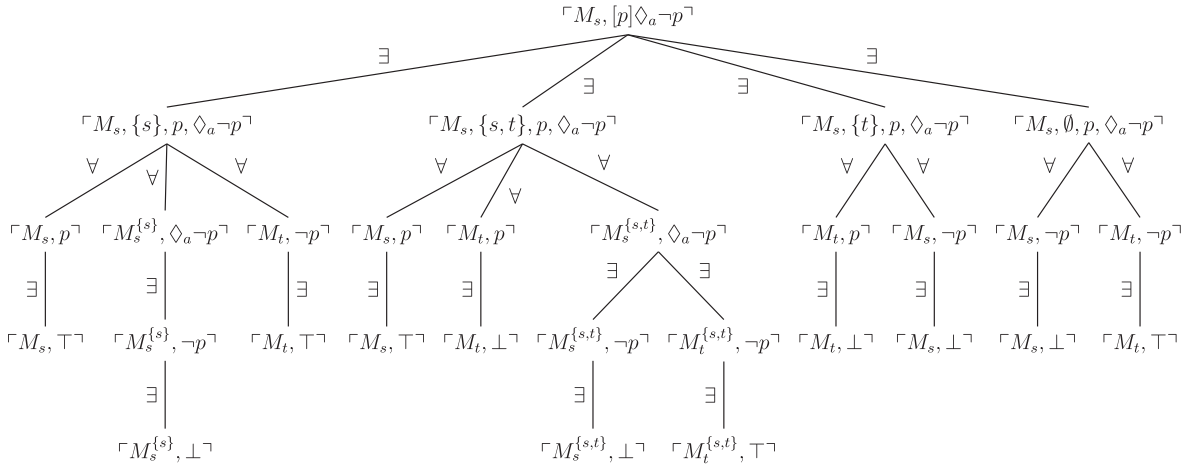 ⌜M_s, [p]◊_a¬p⌝
∃ ∃ ∃ ∃
⌜M_s, {s}, p, ◊_a¬p⌝ ⌜M_s, {s, t}, p, ◊_a¬p⌝ ⌜M_s, {t}, p, ◊_a¬p⌝ ⌜M_s, ∅, p, ◊_a¬p⌝
∀ ∀ ∀ ∀ ∀ ∀ ∀ ∀ ∀ ∀
⌜M_s, p⌝ ⌜M_s^{s}, ◊_a¬p⌝ ⌜M_t, ¬p⌝ ⌜M_s, p⌝ ⌜M_t, p⌝ ⌜M_s^{s,t}, ◊_a¬p⌝ ⌜M_t, p⌝ ⌜M_s, ¬p⌝ ⌜M_s, ¬p⌝ ⌜M_t, ¬p⌝
∃ ∃ ∃ ∃ ∃ ∃ ∃ ∃ ∃ ∃ ∃
⌜M_s, ⊤⌝ ⌜M_s^{s}, ¬p⌝ ⌜M_t, ⊤⌝ ⌜M_s, ⊤⌝ ⌜M_t, ⊥⌝ ⌜M_s^{s,t}, ¬p⌝ ⌜M_t^{s,t}, ¬p⌝ ⌜M_t, ⊥⌝ ⌜M_s, ⊥⌝ ⌜M_s, ⊥⌝ ⌜M_t, ⊤⌝
∃ ∃ ∃
⌜M_s^{s}, ⊥⌝ ⌜M_s^{s,t}, ⊥⌝ ⌜M_t^{s,t}, ⊤⌝